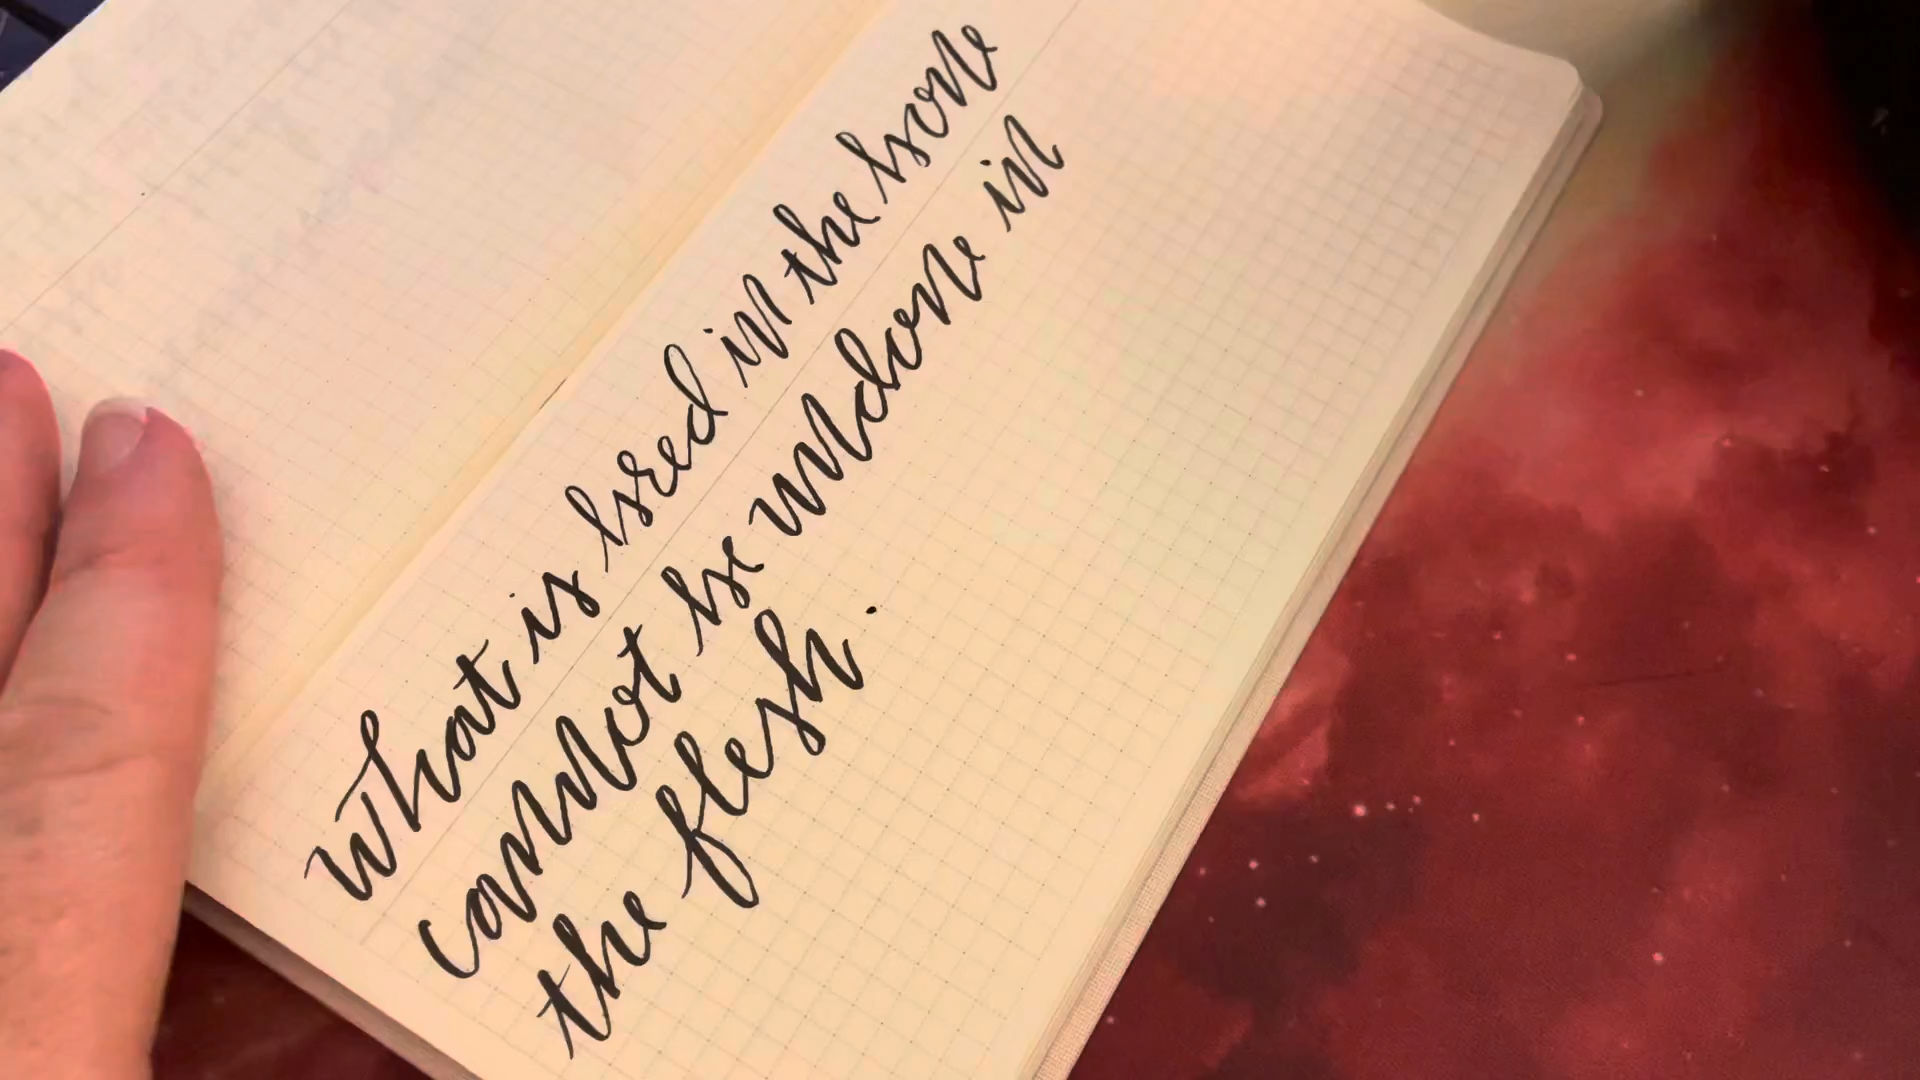 What is bred in the bone
cannot be undone in
the flesh.